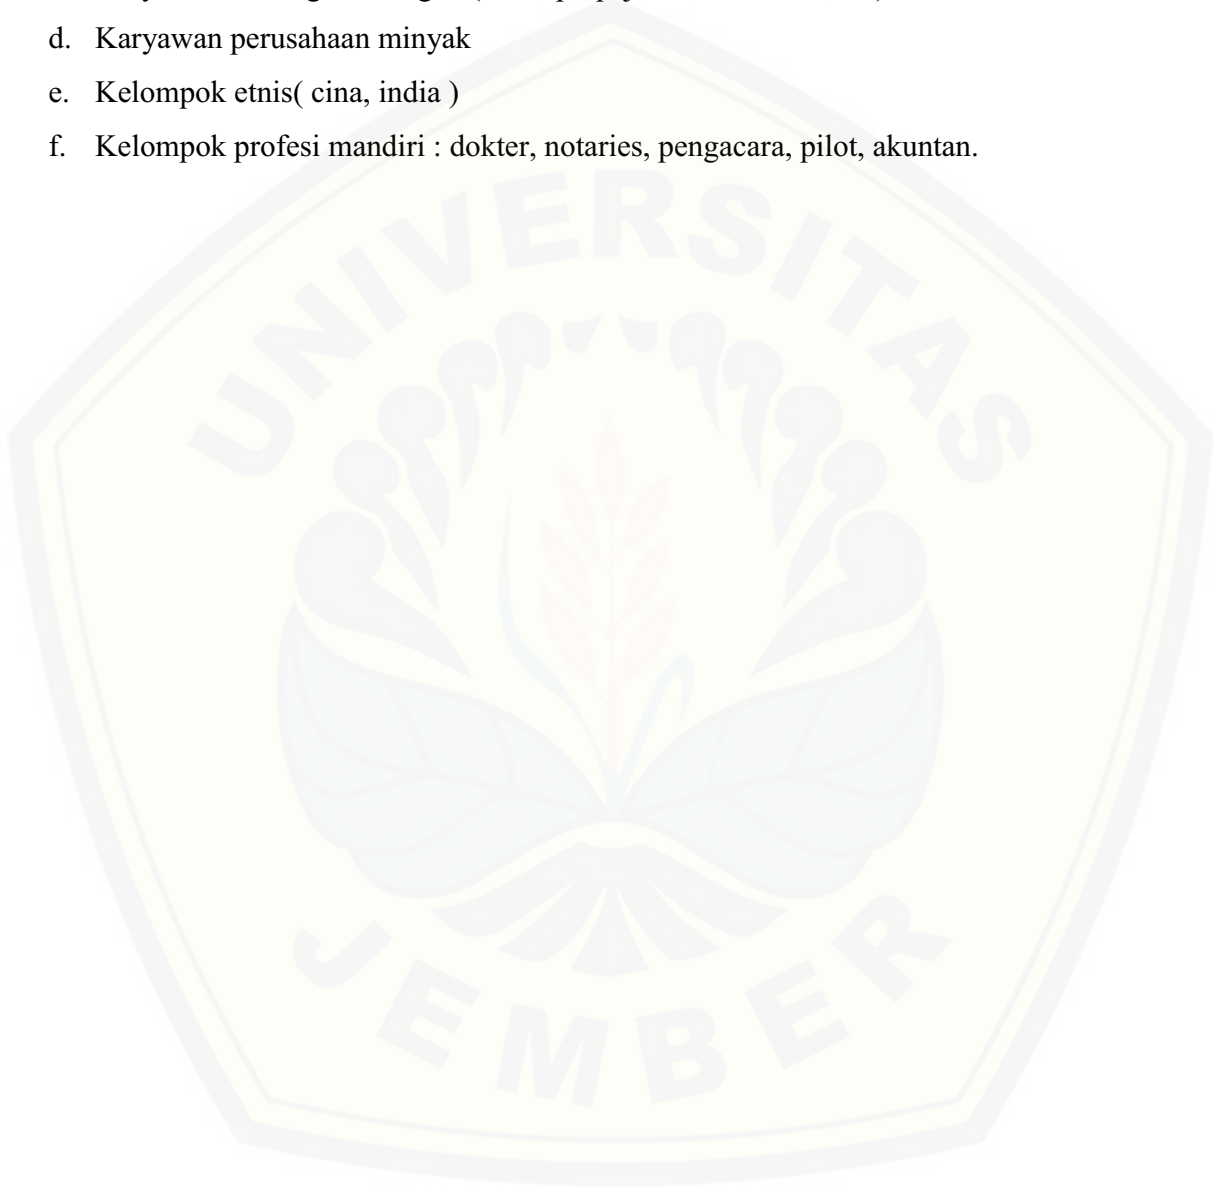 d. Karyawan perusahaan minyak
e. Kelompok etnis( cina, india )
f. Kelompok profesi mandiri : dokter, notaries, pengacara, pilot, akuntan.
UNIVERSITAS
JEMBER